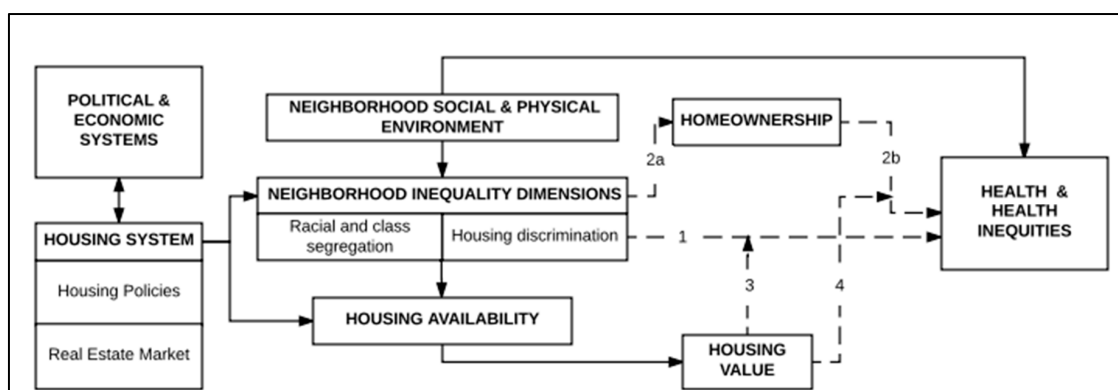 POLITICAL &
ECONOMIC
SYSTEMS
HOUSING SYSTEM
Housing Policies
Real Estate Market
NEIGHBORHOOD SOCIAL & PHYSICAL
ENVIRONMENT
NEIGHBORHOOD INEQUALITY DIMENSIONS
Racial and class
segregation
Housing discrimination
HOUSING AVAILABILITY
2a
HOMEOWNERSHIP
2b
1
3
4
HOUSING
VALUE
HEALTH &
HEALTH
INEQUITIES